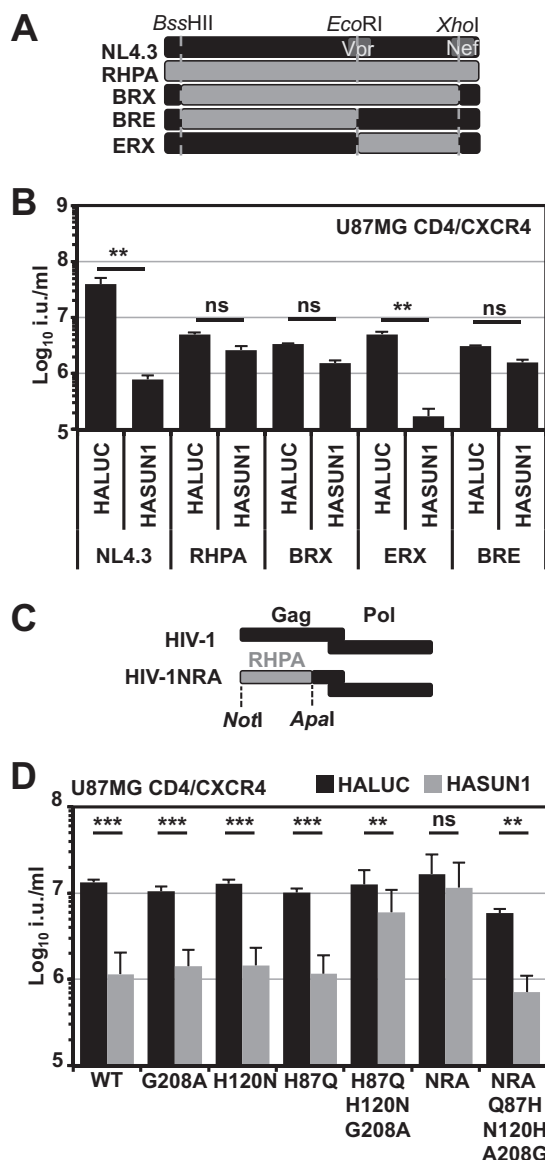 A
BssHII EcoRI XhoI
NL4.3 Vpr Nef
RHPA
BRX
BRE
ERX
B
U87MG CD4/CXCR4
Log10 i.u./ml
9
8
7
6
5
** ns ns ** ns
HALUC HASUN1 HALUC HASUN1 HALUC HASUN1 HALUC HASUN1 HALUC HASUN1
NL4.3 RHPA BRX ERX BRE
C
Gag Pol
HIV-1
RHPA
HIV-1NRA
NotI ApaI
D
U87MG CD4/CXCR4 HALUC HASUN1
Log10 i.u./ml
8
7
6
5
*** *** *** *** ** ns **
WT G208A H120N H87Q H87Q NRA NRA
H120N Q87H
G208A N120H
A208G